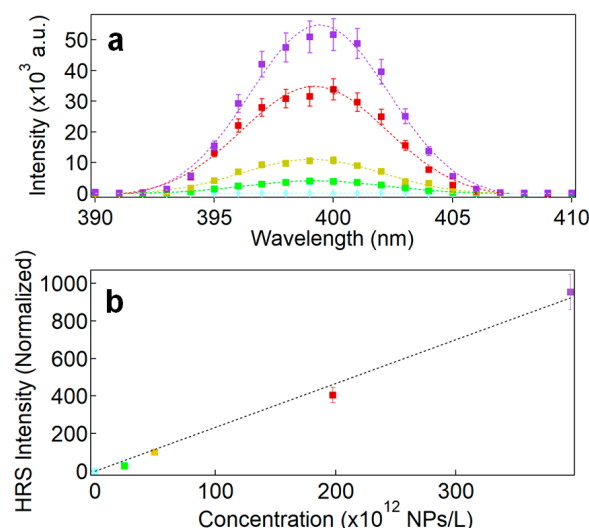 a
Intensity (x10³ a.u.)
50
40
30
20
10
0
390 395 400 405 410
Wavelength (nm)
b
HRS Intensity (Normalized)
1000
800
600
400
200
0
0 100 200 300
Concentration (x10¹² NPs/L)